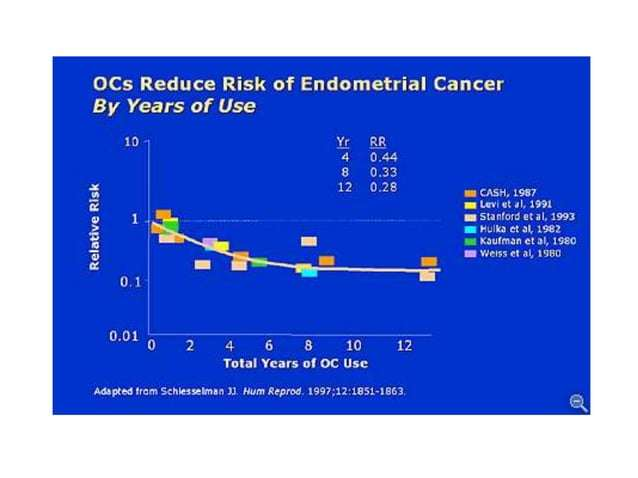 OCs Reduce Risk of Endometrial Cancer
By Years of Use
Yr RR
4 0.44
8 0.33
12 0.28
10
1
0.1
0.01
Relative Risk
0 2 4 6 8 10 12
Total Years of OC Use
CASH, 1987
Levi et al, 1991
Stanford et al, 1993
Hulka et al, 1982
Kaufman et al, 1980
Weiss et al, 1980
Adapted from Schlesselman JJ. Hum Reprod. 1997;12:1851-1863.